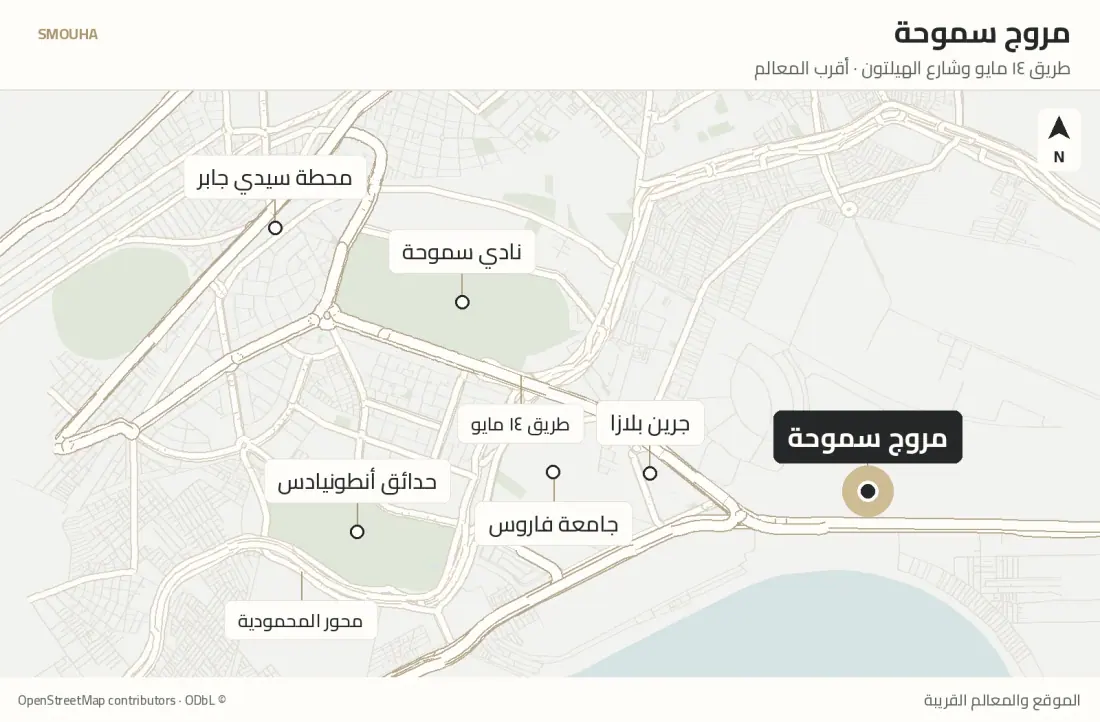 مروج سموحة
SMOUHA
طريق ١٤ مايو وشارع الهيلتون · أقرب المعالم
N
محطة سيدي جابر
نادي سموحة
طريق ١٤ مايو
جرين بلازا
مروج سموحة
حدائق أنطونيادس
جامعة فاروس
محور المحمودية
الموقع والمعالم القريبة
OpenStreetMap contributors · ODbL ©